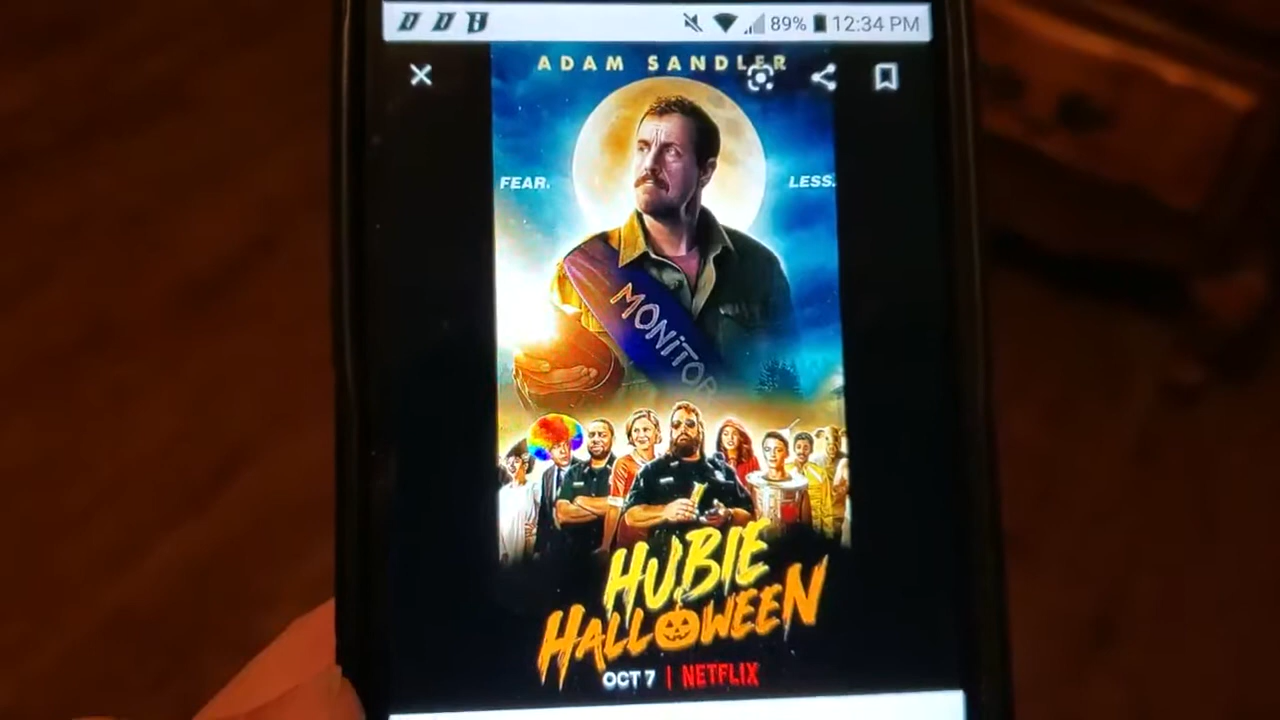 89% 12:34 PM
ADAM SANDLER
FEAR. LESS.
MONiTOR
HUBIE
HALLOWEEN
OCT 7 | NETFLIX